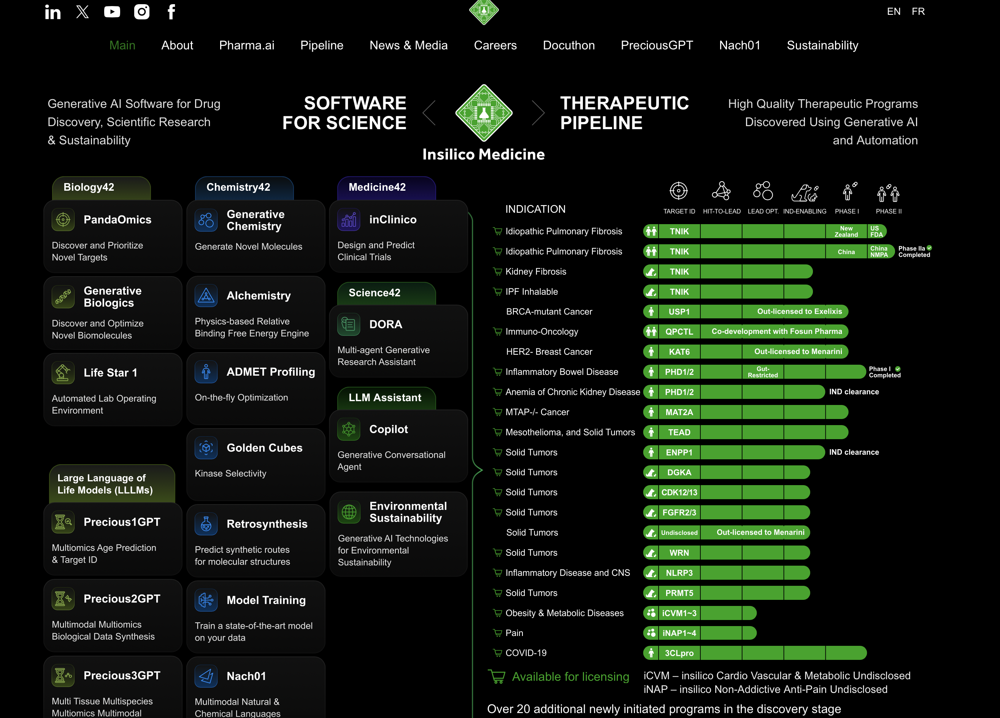 EN FR
Main About Pharma.ai Pipeline News & Media Careers Docuthon PreciousGPT Nach01 Sustainability
Generative AI Software for Drug
Discovery, Scientific Research
& Sustainability
SOFTWARE
FOR SCIENCE
Insilico Medicine
THERAPEUTIC
PIPELINE
High Quality Therapeutic Programs
Discovered Using Generative AI
and Automation
Biology42
PandaOmics
Discover and Prioritize
Novel Targets
Generative
Biologics
Discover and Optimize
Novel Biomolecules
Life Star 1
Automated Lab Operating
Environment
Large Language of
Life Models (LLLMs)
Precious1GPT
Multiomics Age Prediction
& Target ID
Precious2GPT
Multimodal Multiomics
Biological Data Synthesis
Precious3GPT
Multi Tissue Multispecies
Multiomics Multimodal
Chemistry42
Generative
Chemistry
Generate Novel Molecules
Alchemistry
Physics-based Relative
Binding Free Energy Engine
ADMET Profiling
On-the-fly Optimization
Golden Cubes
Kinase Selectivity
Retrosynthesis
Predict synthetic routes
for molecular structures
Model Training
Train a state-of-the-art model
on your data
Nach01
Multimodal Natural &
Chemical Languages
Medicine42
inClinico
Design and Predict
Clinical Trials
Science42
DORA
Multi-agent Generative
Research Assistant
LLM Assistant
Copilot
Generative Conversational
Agent
Environmental
Sustainability
Generative AI Technologies
for Environmental
Sustainability
INDICATION TARGET ID HIT-TO-LEAD LEAD OPT. IND-ENABLING PHASE I PHASE II
Idiopathic Pulmonary Fibrosis TNIK New Zealand US FDA
Idiopathic Pulmonary Fibrosis TNIK China China NMPA Phase IIa Completed
Kidney Fibrosis TNIK
IPF Inhalable TNIK
BRCA-mutant Cancer USP1 Out-licensed to Exelixis
Immuno-Oncology QPCTL Co-development with Fosun Pharma
HER2- Breast Cancer KAT6 Out-licensed to Menarini
Inflammatory Bowel Disease PHD1/2 Gut-Restricted Phase I Completed
Anemia of Chronic Kidney Disease PHD1/2 IND clearance
MTAP-/- Cancer MAT2A
Mesothelioma, and Solid Tumors TEAD
Solid Tumors ENPP1 IND clearance
Solid Tumors DGKA
Solid Tumors CDK12/13
Solid Tumors FGFR2/3
Solid Tumors Undisclosed Out-licensed to Menarini
Solid Tumors WRN
Inflammatory Disease and CNS NLRP3
Solid Tumors PRMT5
Obesity & Metabolic Diseases iCVM1~3
Pain iNAP1~4
COVID-19 3CLpro
Available for licensing
iCVM – insilico Cardio Vascular & Metabolic Undisclosed
iNAP – insilico Non-Addictive Anti-Pain Undisclosed
Over 20 additional newly initiated programs in the discovery stage